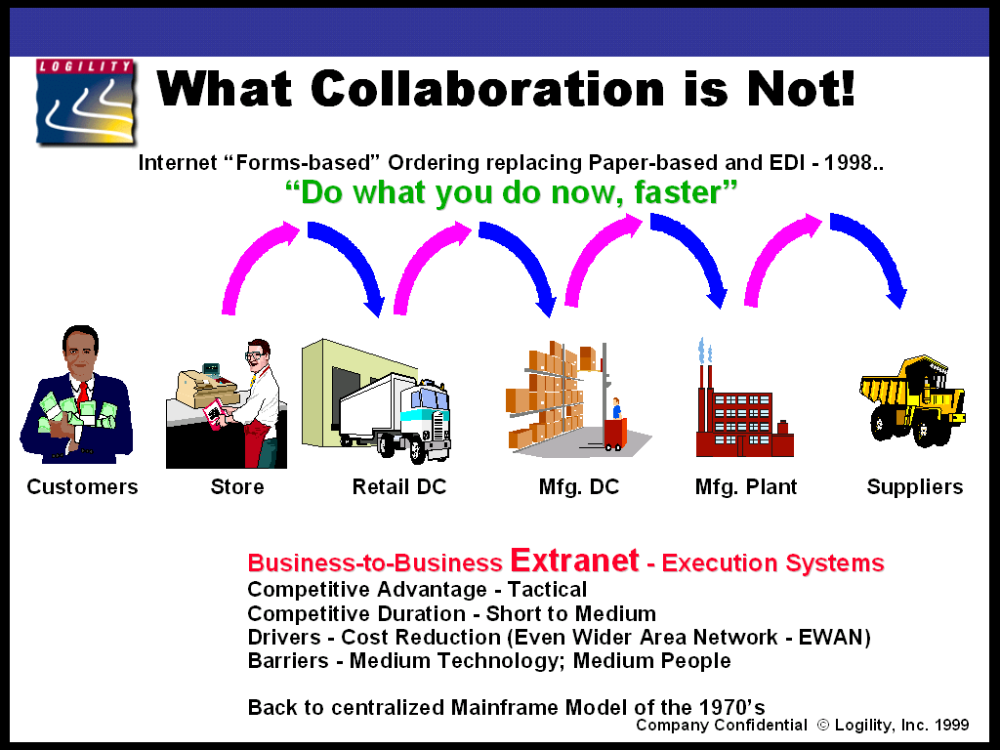 LOGILITY
What Collaboration is Not!
Internet “Forms-based” Ordering replacing Paper-based and EDI - 1998..
“Do what you do now, faster”
Customers
Store
Retail DC
Mfg. DC
Mfg. Plant
Suppliers
Business-to-Business Extranet - Execution Systems
Competitive Advantage - Tactical
Competitive Duration - Short to Medium
Drivers - Cost Reduction (Even Wider Area Network - EWAN)
Barriers - Medium Technology; Medium People
Back to centralized Mainframe Model of the 1970’s
Company Confidential © Logility, Inc. 1999